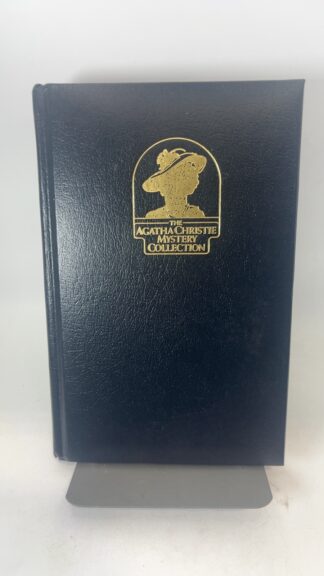 THE
AGATHA CHRISTIE
MYSTERY
COLLECTION